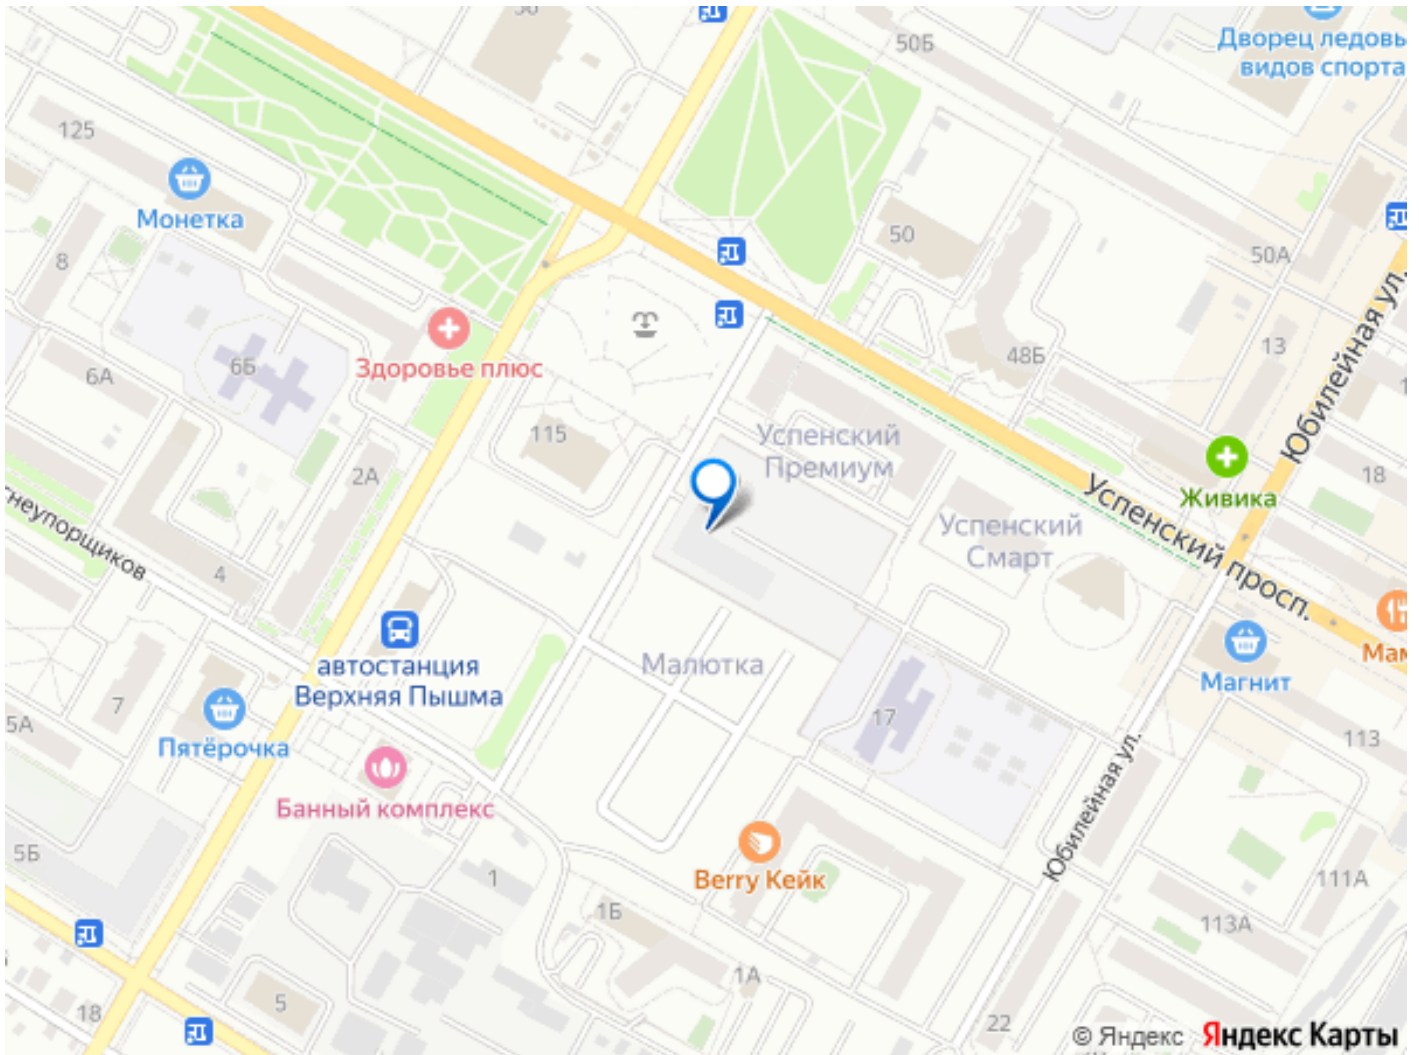 50Б
Дворец ледовы
видов спорта
125
Монетка
50
50А
8
Здоровье плюс
6Б
6А
48Б
13
Юбилейная ул.
115
Успенский
Премиум
2А
Живика
18
Успенский просп.
Успенский
Смарт
гнеупорщиков
4
автостанция
Верхняя Пышма
Малютка
Магнит
Мам
7
5А
Пятёрочка
17
113
Банный комплекс
Юбилейная ул.
5Б
1
Berry Кейк
111А
1Б
113А
1А
5
18
22
© Яндекс Яндекс Карты